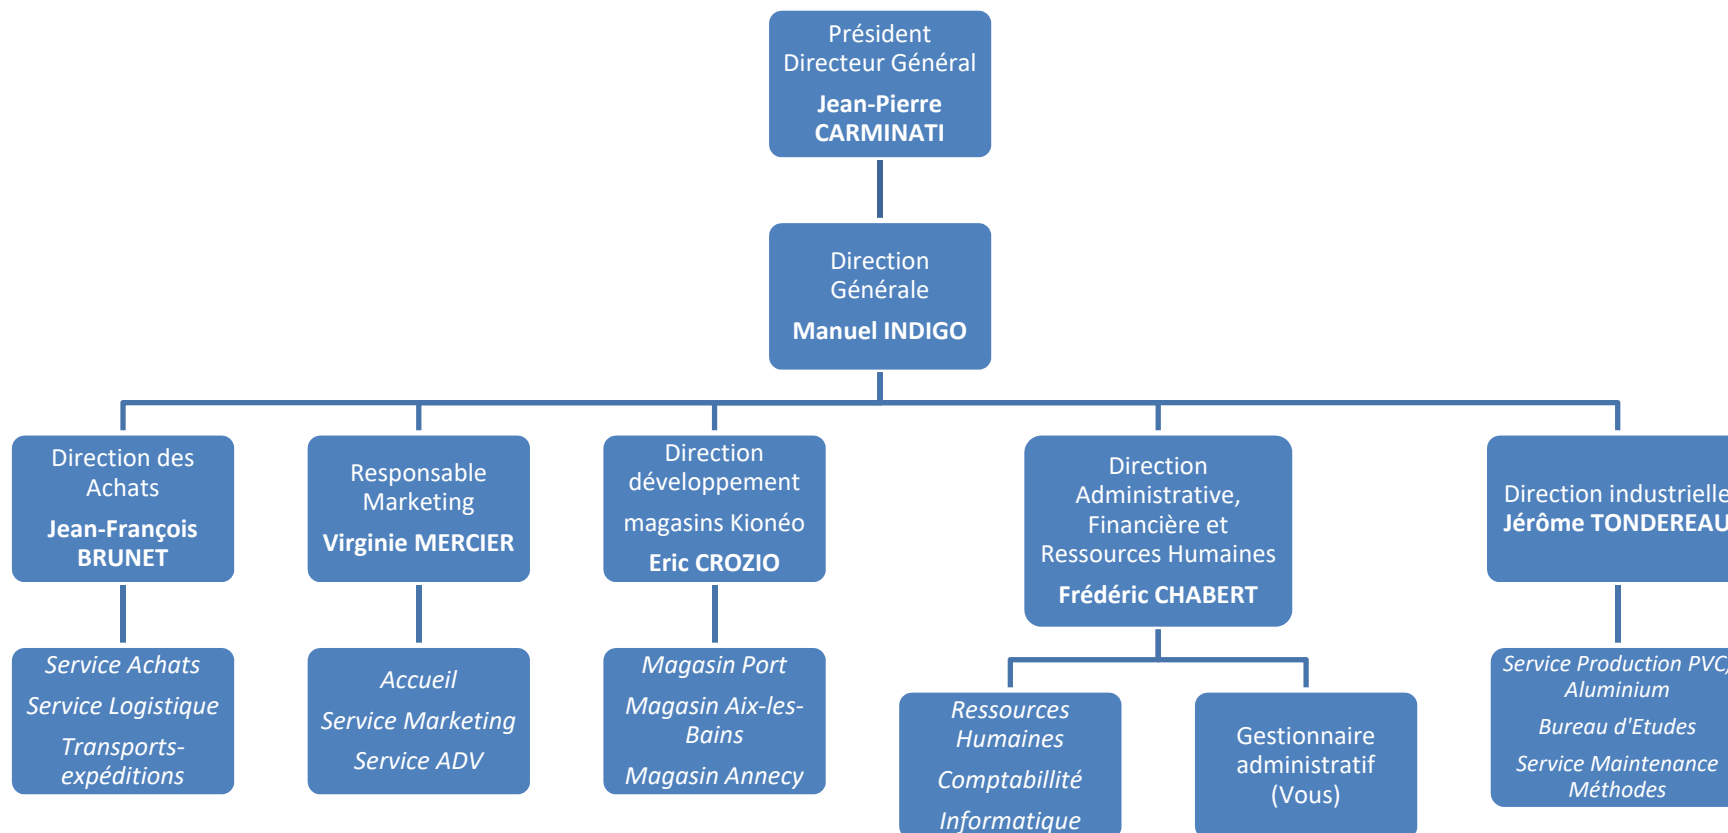 Président
Directeur Général
Jean-Pierre
CARMINATI
Direction
Générale
Manuel INDIGO
Direction des
Achats
Jean-François
BRUNET
Responsable
Marketing
Virginie MERCIER
Direction
développement
magasins Kionéo
Eric CROZIO
Direction
Administrative,
Financière et
Ressources Humaines
Frédéric CHABERT
Direction industrielle
Jérôme TONDEREAU
Service Achats
Service Logistique
Transports-
expéditions
Accueil
Service Marketing
Service ADV
Magasin Port
Magasin Aix-les-
Bains
Magasin Annecy
Ressources
Humaines
Comptabillité
Informatique
Gestionnaire
administratif
(Vous)
Service Production PVC,
Aluminium
Bureau d'Etudes
Service Maintenance
Méthodes